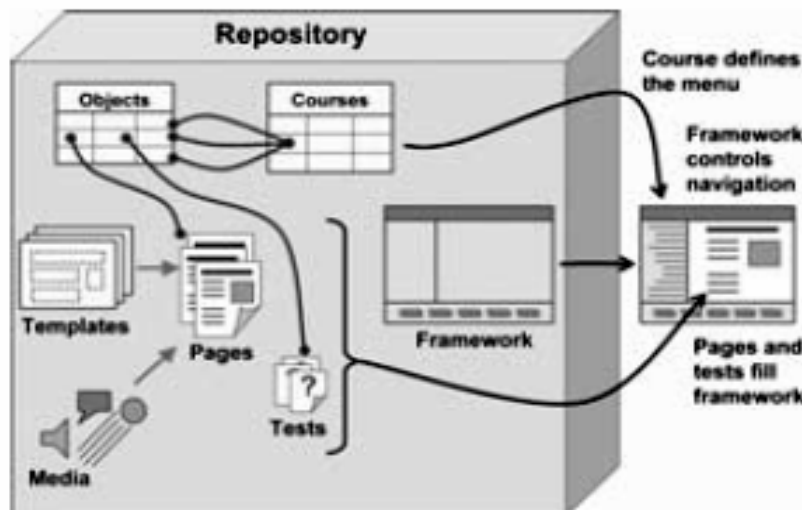 Repository
Objects
Courses
Course defines
the menu
Framework
controls
navigation
Templates
Pages
Framework
Tests
?
Media
Pages and
tests fill
framework